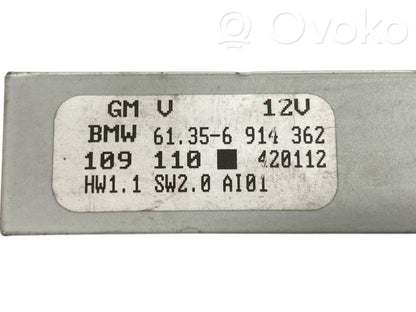 Ovoko
GM V 12V
BMW 61.35-6 914 362
109 110 ■ 420112
HW1.1 SW2.0 AI01